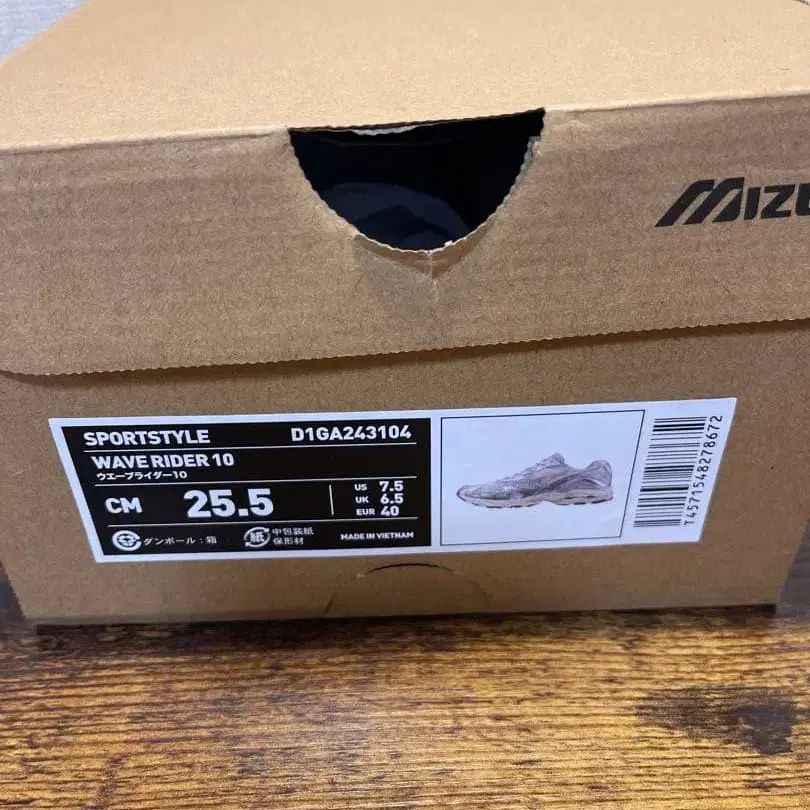 MIZU
SPORTSTYLE D1GA243104
WAVE RIDER 10
ウエーブライダー10
CM 25.5
US 7.5
UK 6.5
EUR 40
ダンボール:箱
紙 中包装紙
保形材
MADE IN VIETNAM
T4571548278672